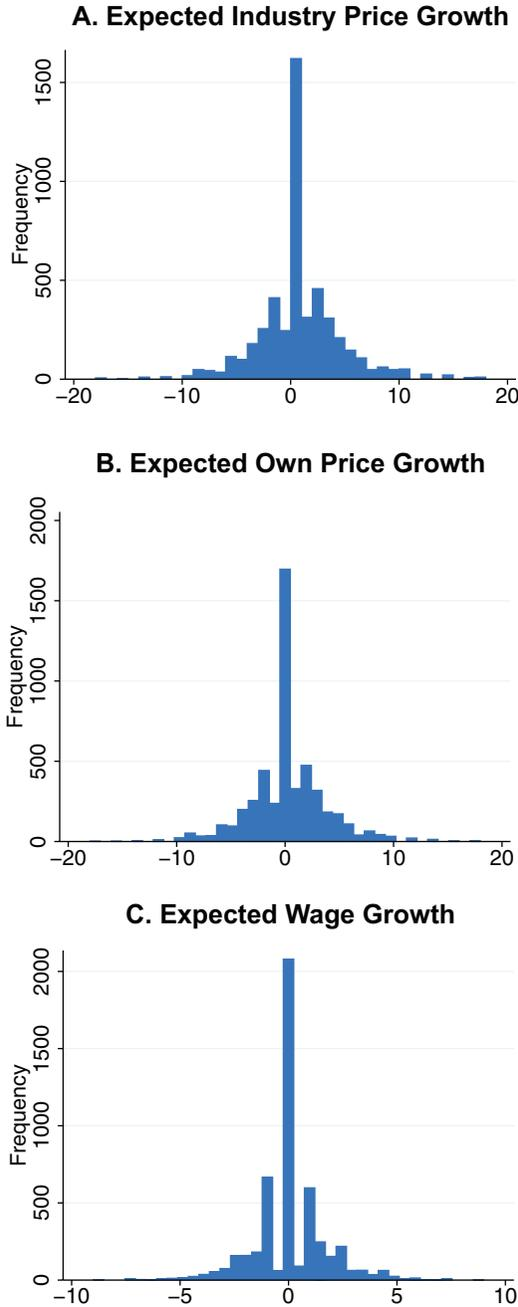 A. Expected Industry Price Growth
Frequency
1500
1000
500
0
−20 −10 0 10 20
B. Expected Own Price Growth
Frequency
2000
1500
1000
500
0
−20 −10 0 10 20
C. Expected Wage Growth
Frequency
2000
1500
1000
500
0
−10 −5 0 5 10